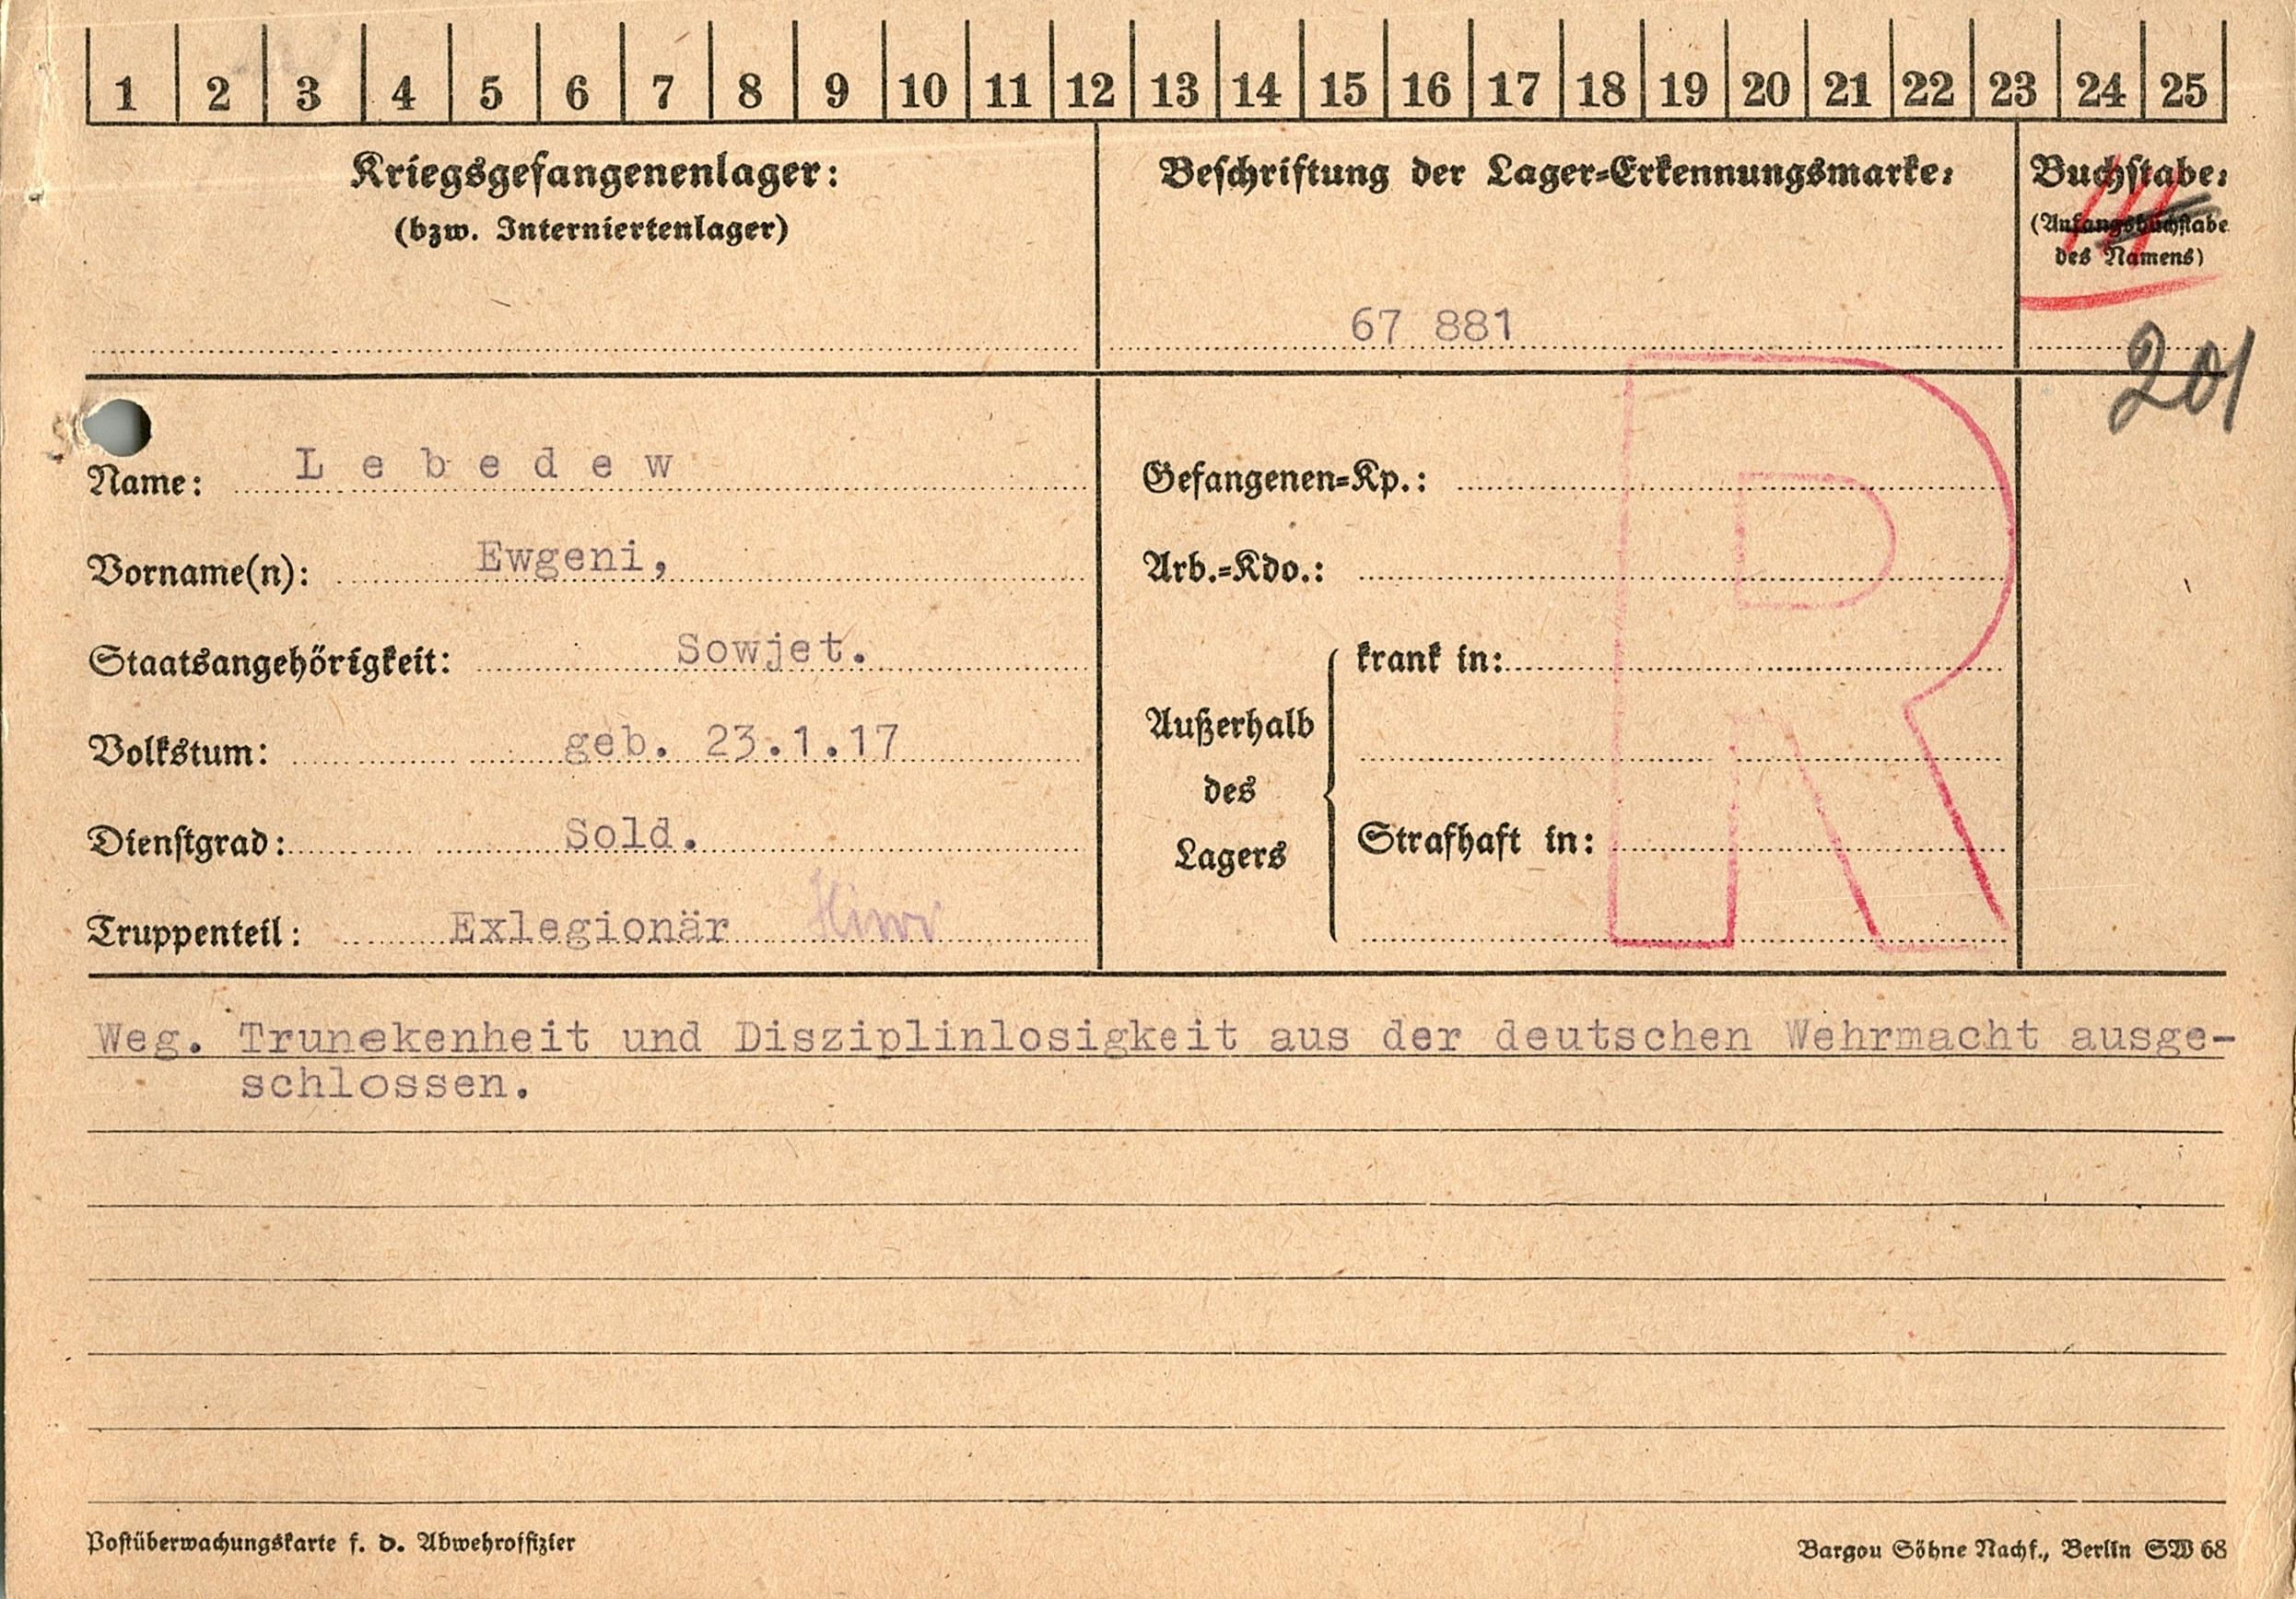 1 2 3 4 5 6 7 8 9 10 11 12 13 14 15 16 17 18 19 20 21 22 23 24 25
Kriegsgefangenenlager:
(bzw. Interniertenlager)
Beschriftung der Lager-Erkennungsmarke:
67 881
Buchstabe:
(Anfangsbuchstabe
des Namens)
201
Name: Lebedew
Vorname(n): Ewgeni,
Staatsangehörigkeit: Sowjet.
Volkstum: geb. 23.1.17
Dienstgrad: Sold.
Truppenteil: Exlegionär
Gefangenen-Kp.:
Arb.-Kdo.:
Außerhalb
des
Lagers
krank in:
Strafhaft in:
R
Weg. Trunekenheit und Disziplinlosigkeit aus der deutschen Wehrmacht ausge-
schlossen.
Postüberwachungskarte f. d. Abwehroffizier
Bargou Söhne Nachf., Berlin SW 68